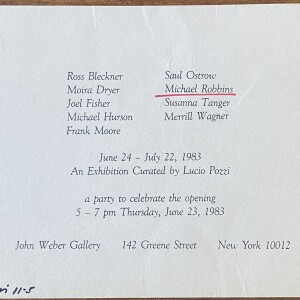 Ross Bleckner
Moira Dryer
Joel Fisher
Michael Hurson
Frank Moore
Saul Ostrow
Michael Robbins
Susanna Tanger
Merrill Wagner
June 24 – July 22, 1983
An Exhibition Curated by Lucio Pozzi
a party to celebrate the opening
5 – 7 pm Thursday, June 23, 1983
John Weber Gallery 142 Greene Street New York 10012
11-5